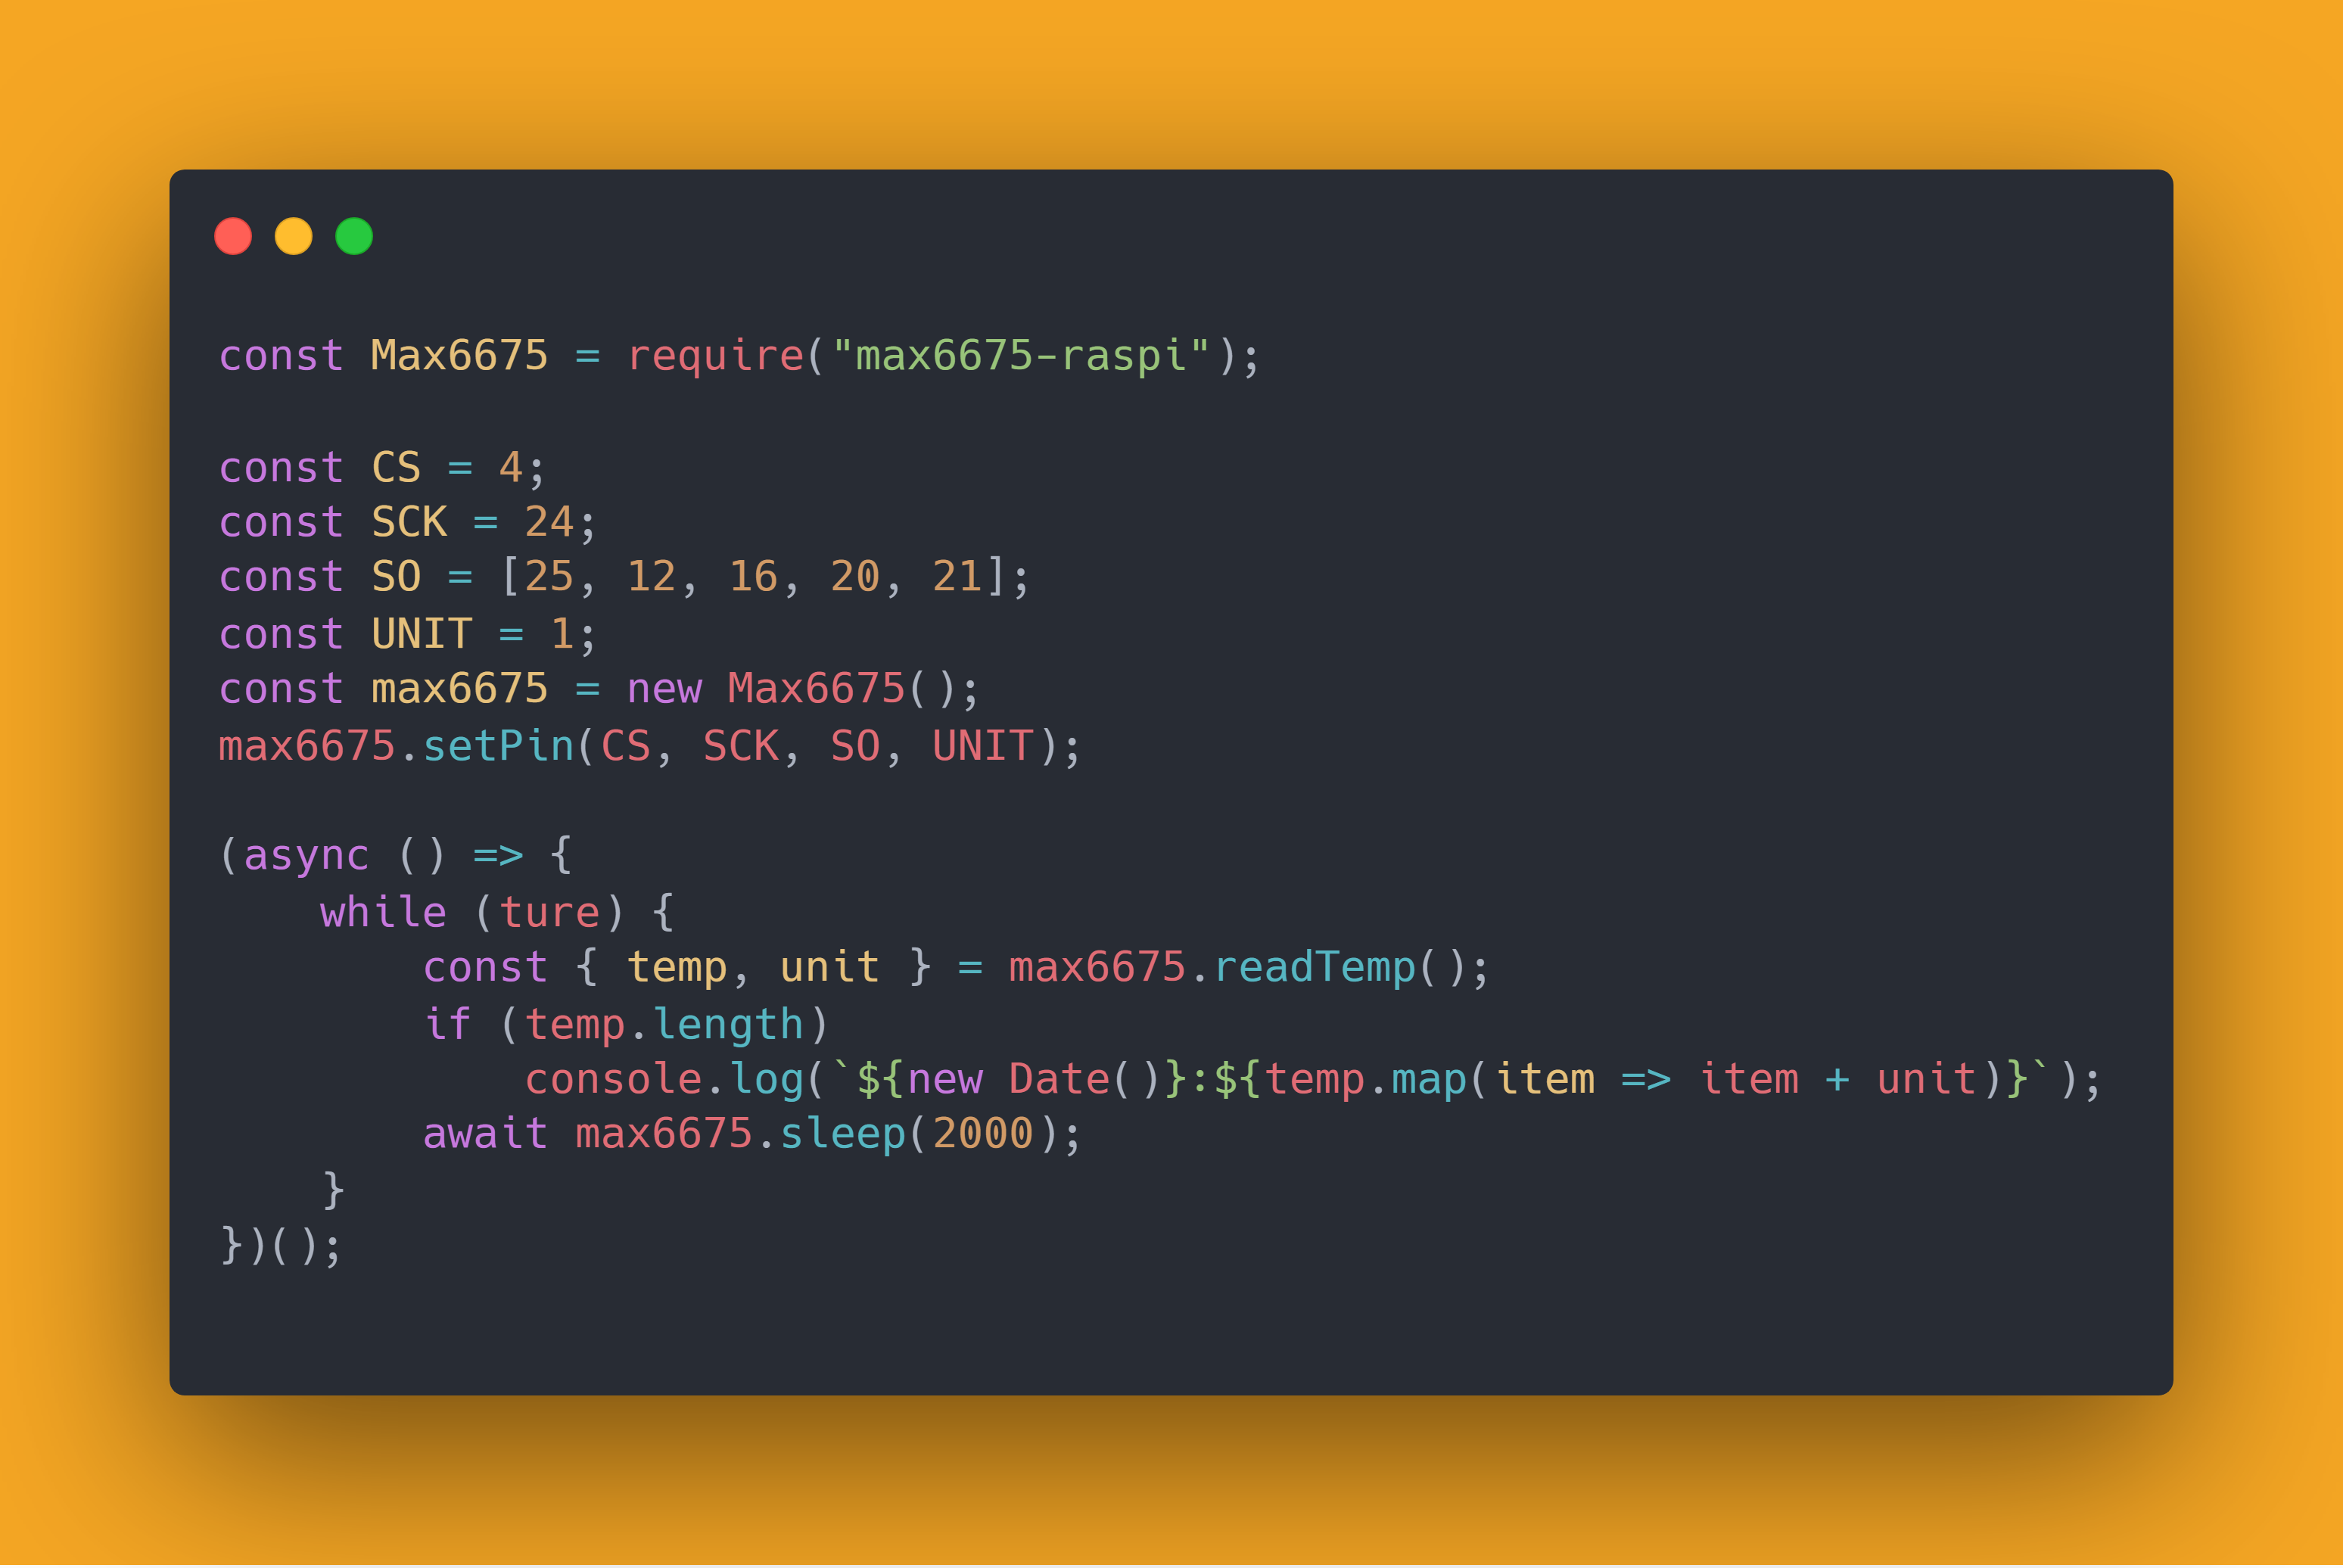 const Max6675 = require("max6675-raspi");

const CS = 4;
const SCK = 24;
const SO = [25, 12, 16, 20, 21];
const UNIT = 1;
const max6675 = new Max6675();
max6675.setPin(CS, SCK, SO, UNIT);

(async () => {
    while (ture) {
        const { temp, unit } = max6675.readTemp();
        if (temp.length)
            console.log(`${new Date()}:${temp.map(item => item + unit)}`);
        await max6675.sleep(2000);
    }
})();